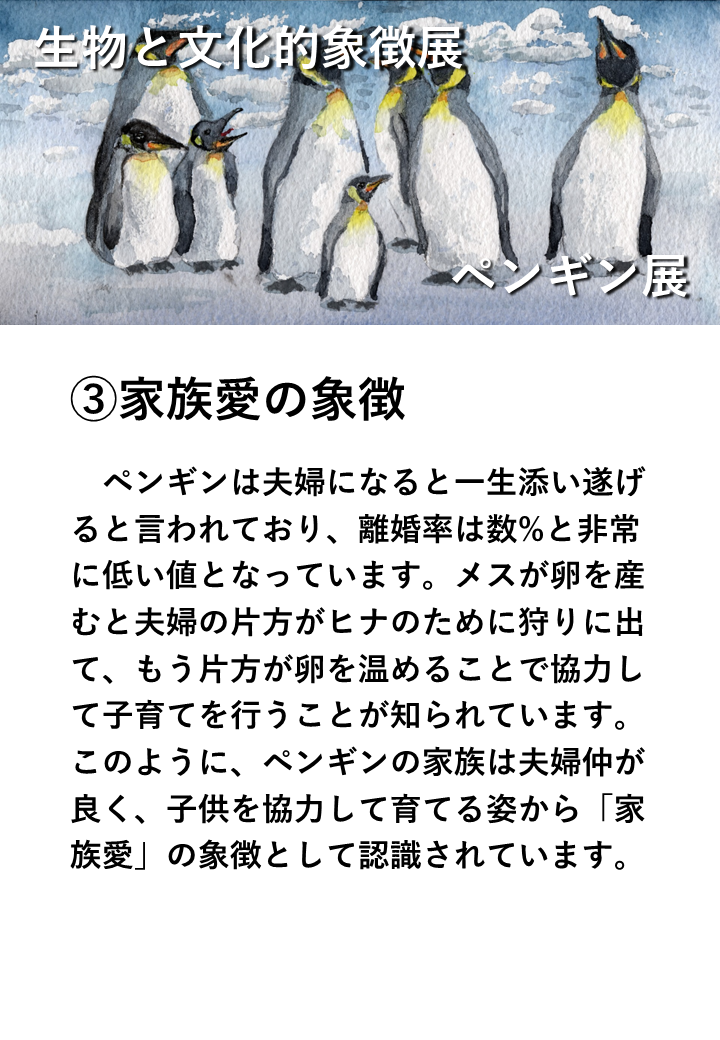 生物と文化的象徴展
ペンギン展
③家族愛の象徴
　ペンギンは夫婦になると一生添い遂げ
ると言われており、離婚率は数%と非常
に低い値となっています。メスが卵を産
むと夫婦の片方がヒナのために狩りに出
て、もう片方が卵を温めることで協力し
て子育てを行うことが知られています。
このように、ペンギンの家族は夫婦仲が
良く、子供を協力して育てる姿から「家
族愛」の象徴として認識されています。